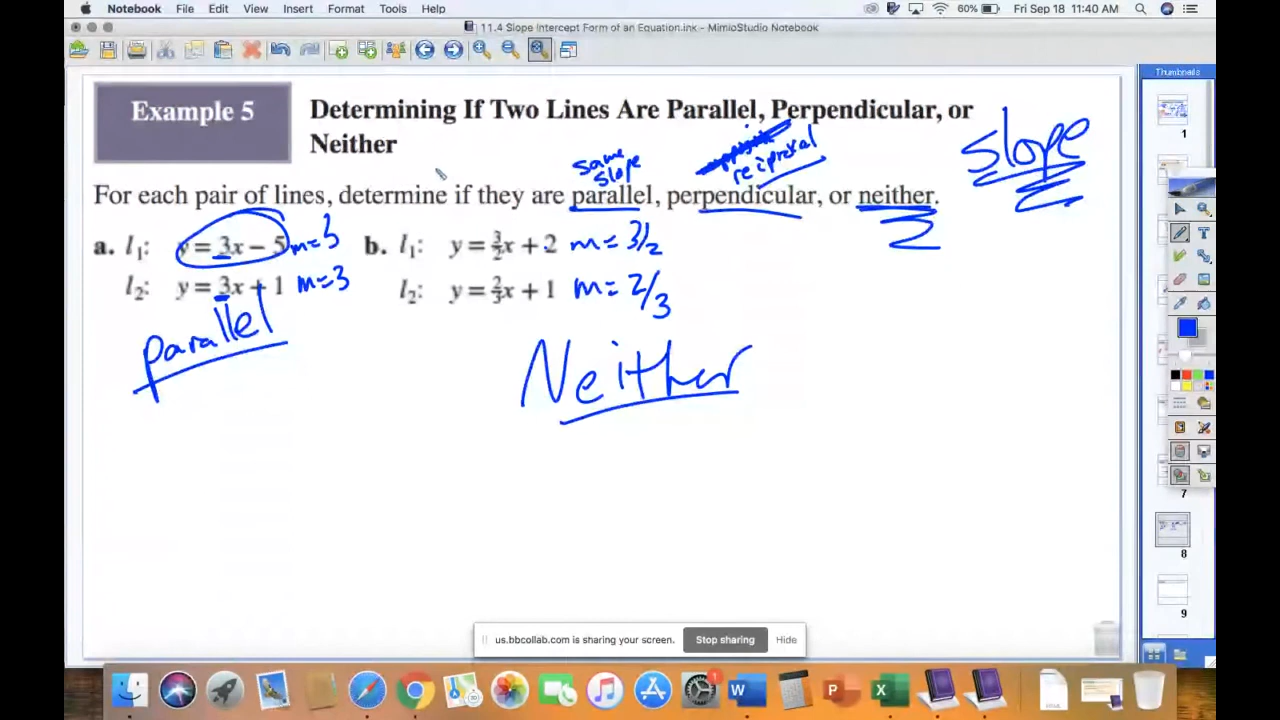 Notebook File Edit View Insert Format Tools Help 60% Fri Sep 18 11:40 AM
11.4 Slope Intercept Form of an Equation.inx - MimioStudio Notebook
Thumbnails
Example 5 Determining If Two Lines Are Parallel, Perpendicular, or
Neither
slope
same
slope
reciprocal
For each pair of lines, determine if they are parallel, perpendicular, or neither.
a. l₁: y = 3x − 5 m=3 b. l₁: y = 3/2x + 2 m = 3/2
l₂: y = 3x + 1 m=3 l₂: y = 2/3x + 1 m = 2/3
parallel
Neither
1
7
8
9
us.bbcollab.com is sharing your screen. Stop sharing Hide